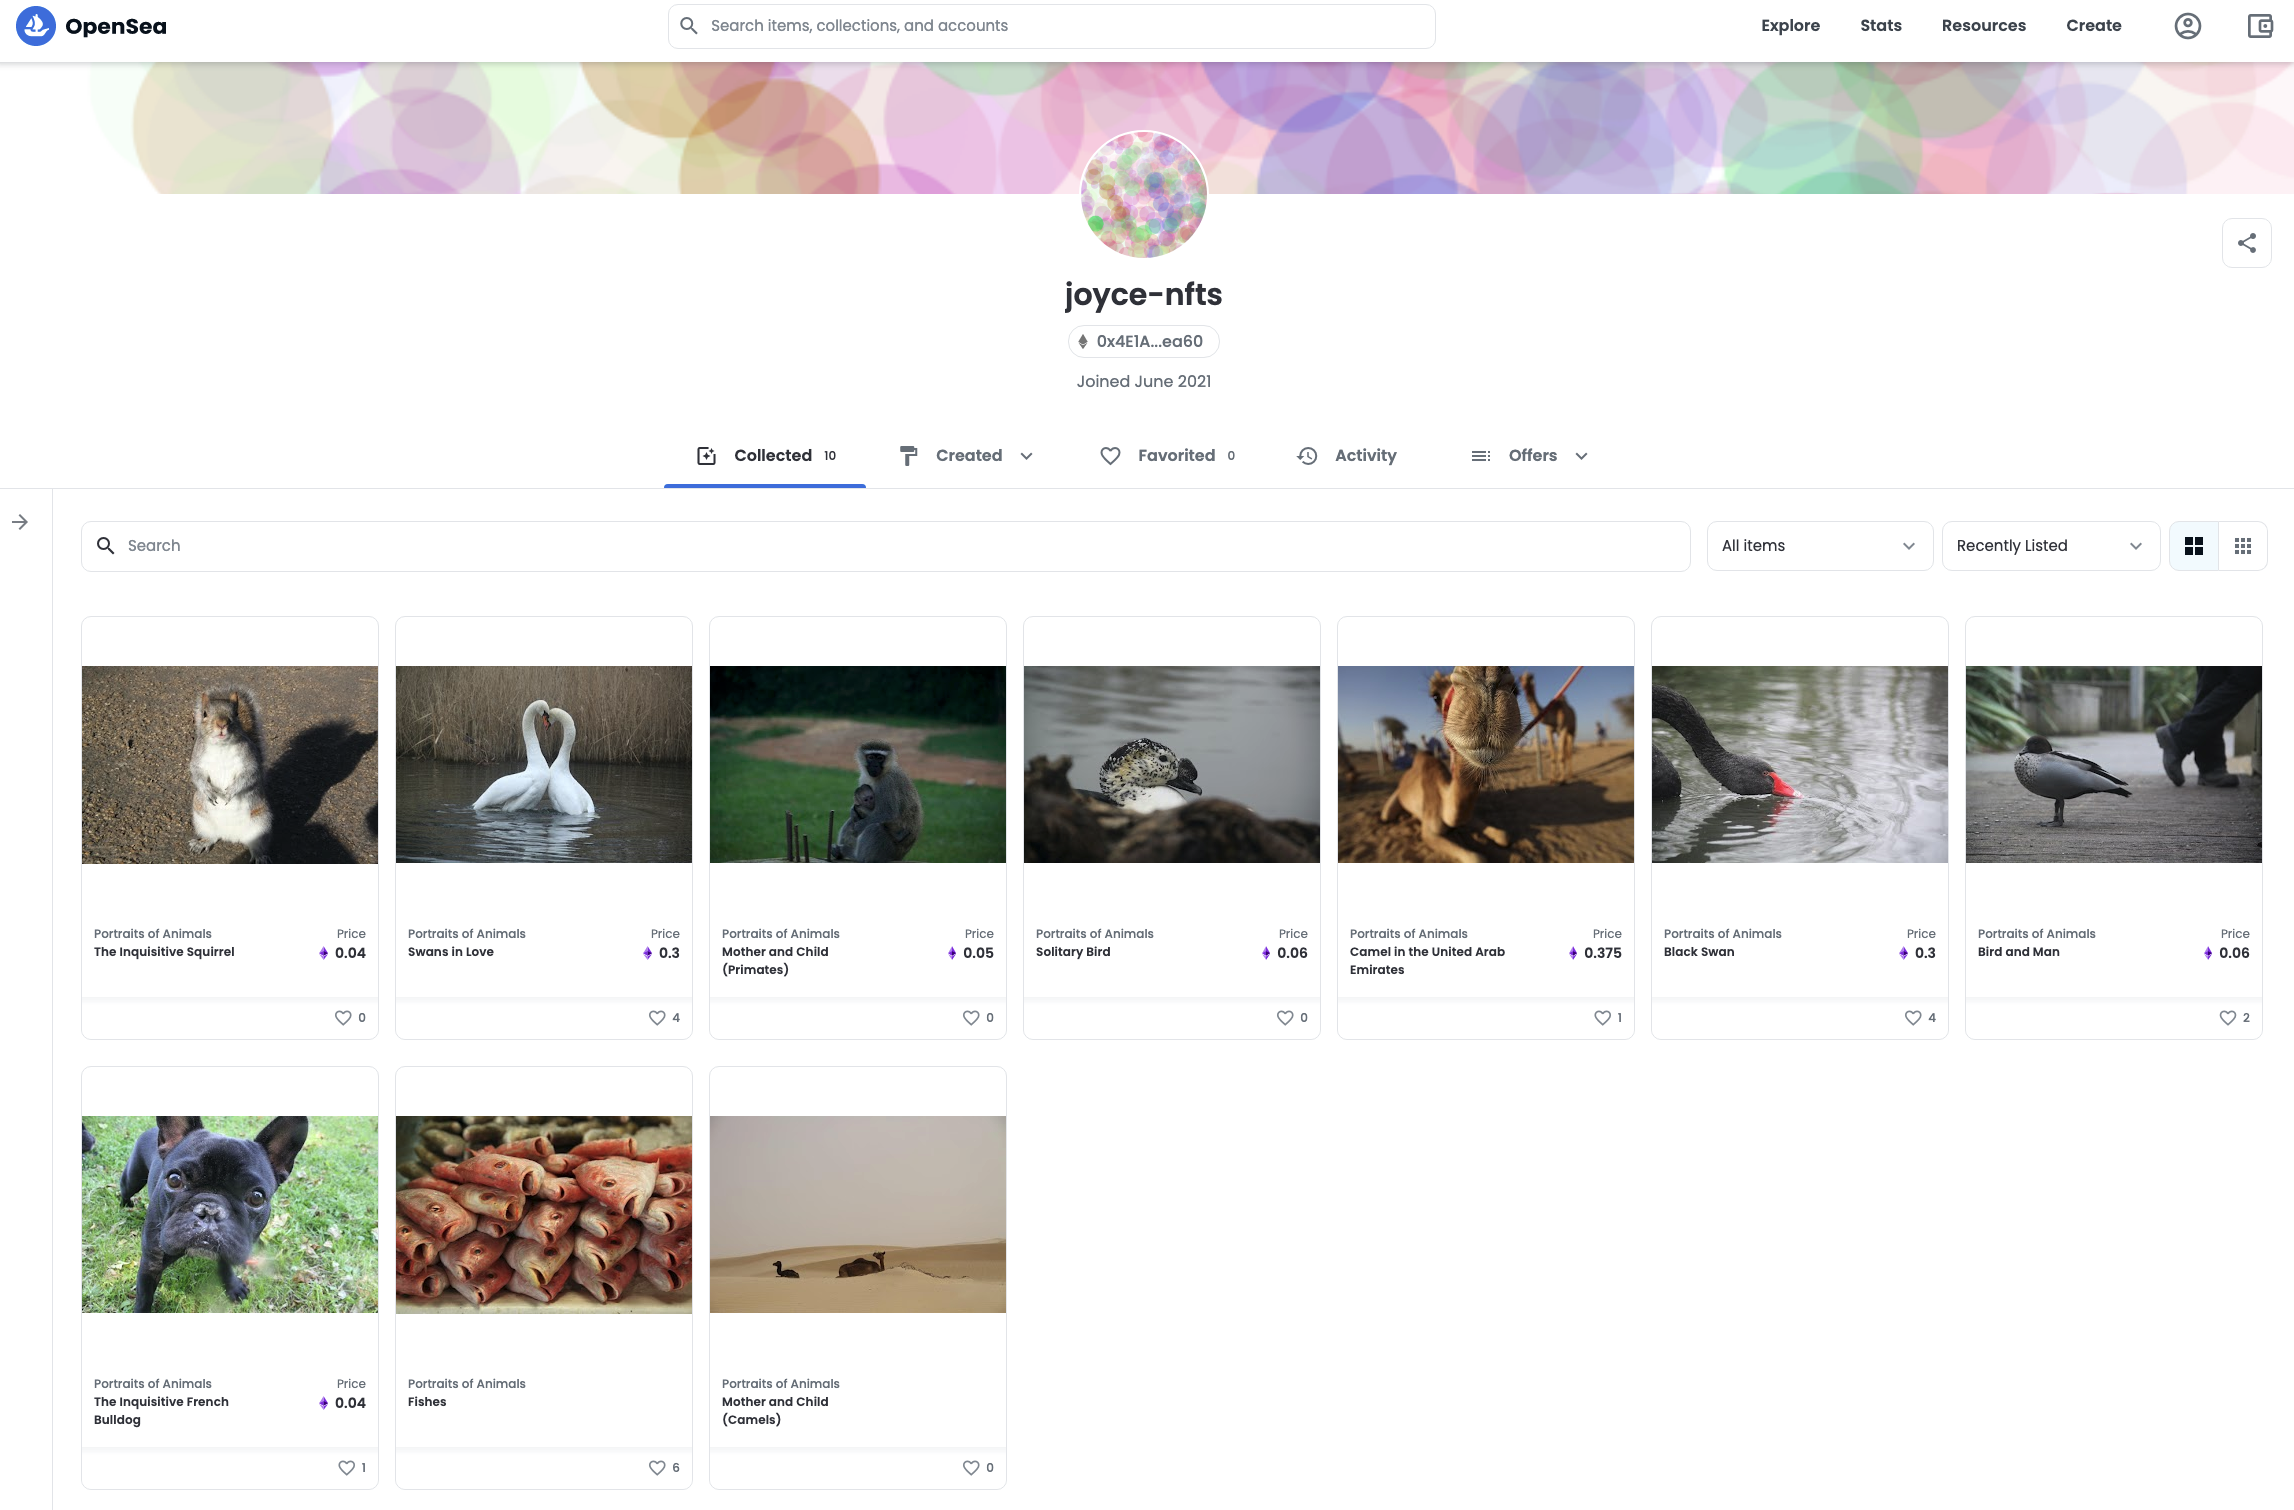 OpenSea
Search items, collections, and accounts
Explore
Stats
Resources
Create
joyce-nfts
0x4E1A...ea60
Joined June 2021
Collected 10
Created
Favorited 0
Activity
Offers
Search
All items
Recently Listed
Portraits of Animals Price
The Inquisitive Squirrel 0.04
0
Portraits of Animals Price
Swans in Love 0.3
4
Portraits of Animals Price
Mother and Child 0.05
(Primates)
0
Portraits of Animals Price
Solitary Bird 0.06
0
Portraits of Animals Price
Camel in the United Arab 0.375
Emirates
1
Portraits of Animals Price
Black Swan 0.3
4
Portraits of Animals Price
Bird and Man 0.06
2
Portraits of Animals Price
The Inquisitive French 0.04
Bulldog
1
Portraits of Animals
Fishes
6
Portraits of Animals
Mother and Child
(Camels)
0